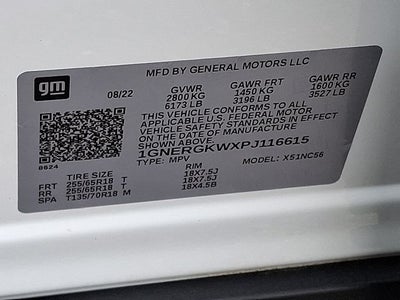 gm
MFD BY GENERAL MOTORS LLC
08/22 GVWR GAWR FRT GAWR RR
2800 KG 1450 KG 1600 KG
6173 LB 3196 LB 3527 LB
THIS VEHICLE CONFORMS TO ALL
APPLICABLE U.S. FEDERAL MOTOR
VEHICLE SAFETY STANDARDS IN EFFECT
ON THE DATE OF MANUFACTURE
SHOWN ABOVE.
1GNERGKWXPJ116615
8624 TYPE: MPV MODEL: X51NC56
TIRE SIZE RIM
FRT 255/65R18 T 18X7.5J
RR 255/65R18 T 18X7.5J
SPA T135/70R18 M 18X4.5B